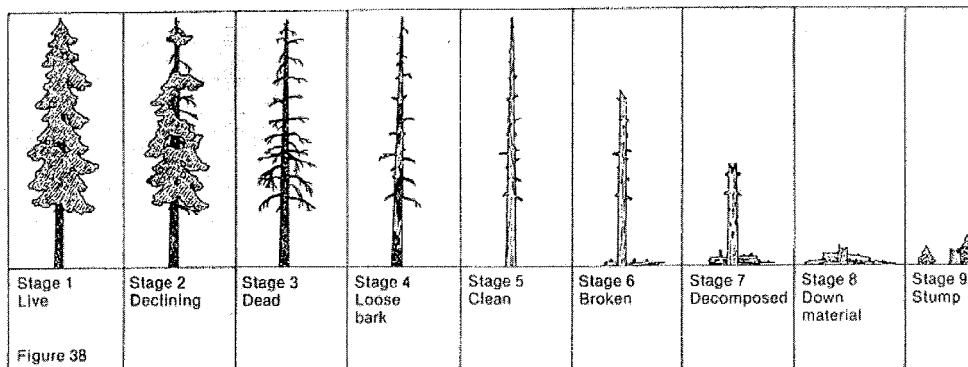 Stage 1
Live
Stage 2
Declining
Stage 3
Dead
Stage 4
Loose
bark
Stage 5
Clean
Stage 6
Broken
Stage 7
Decomposed
Stage 8
Down
material
Stage 9
Stump
Figure 38